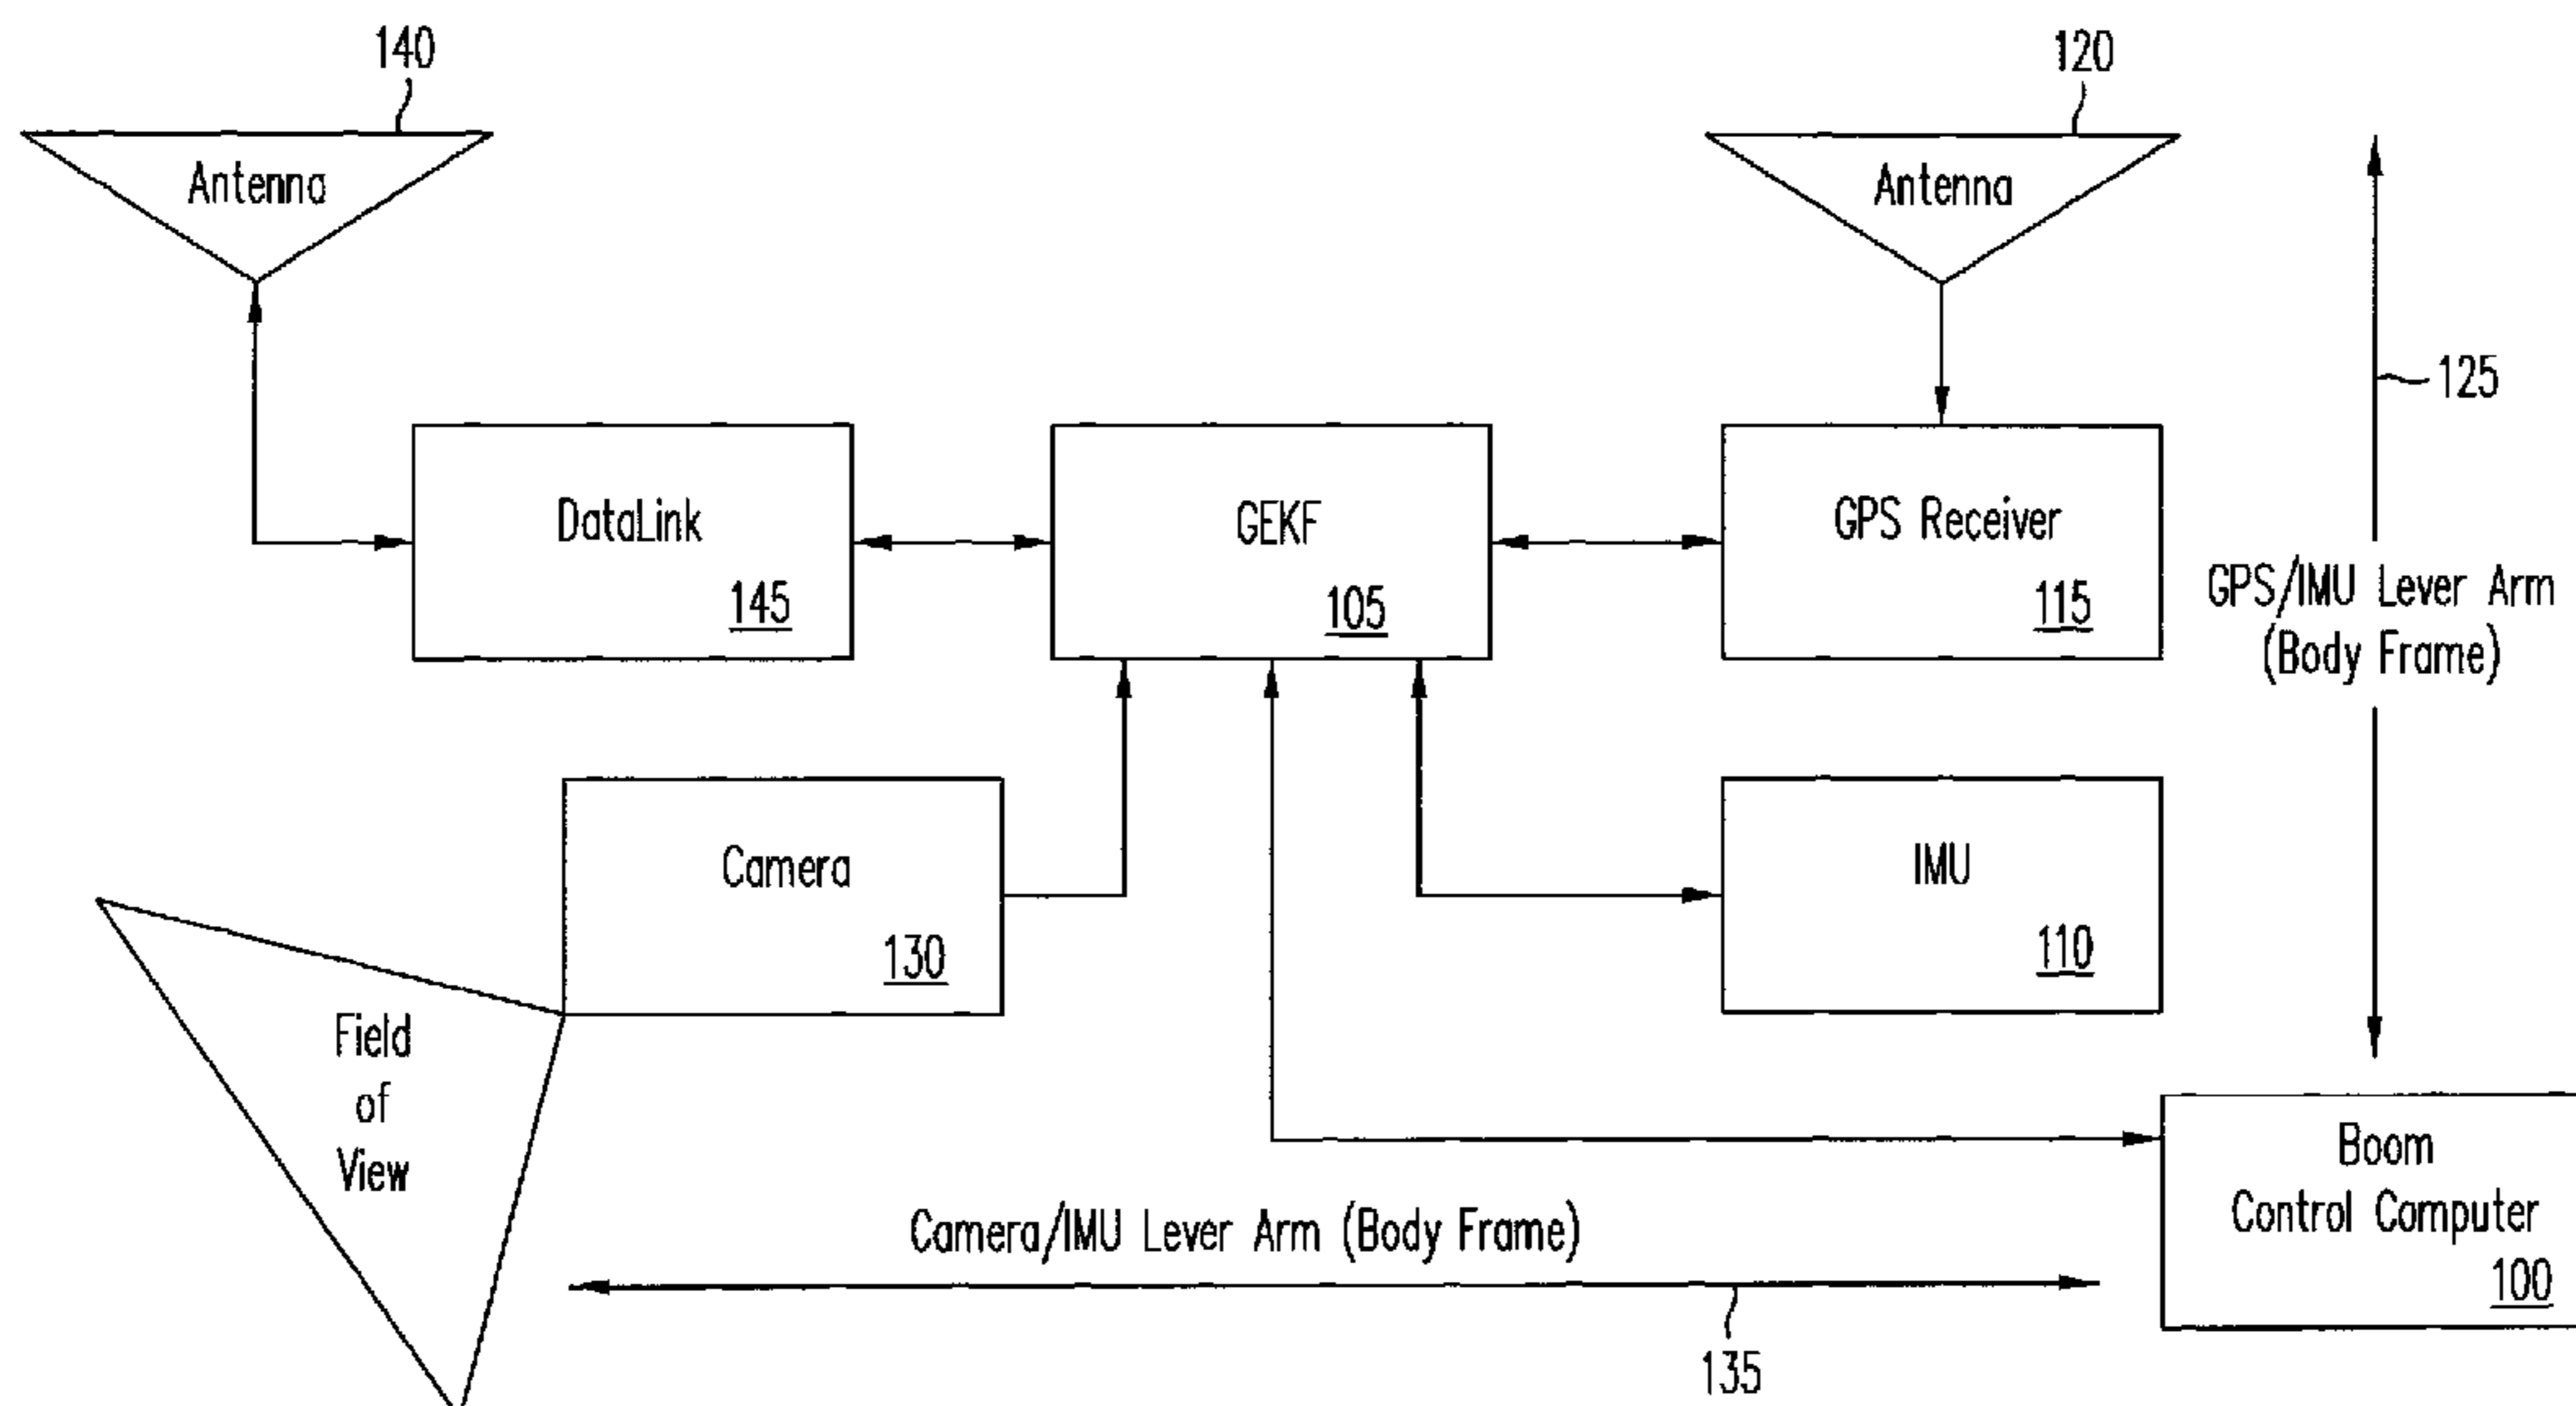 140
120
Antenna
Antenna
125
DataLink
145
GEKF
105
GPS Receiver
115
GPS/IMU Lever Arm
(Body Frame)
Camera
130
IMU
110
Field
of
View
Boom
Control Computer
100
Camera/IMU Lever Arm (Body Frame)
135